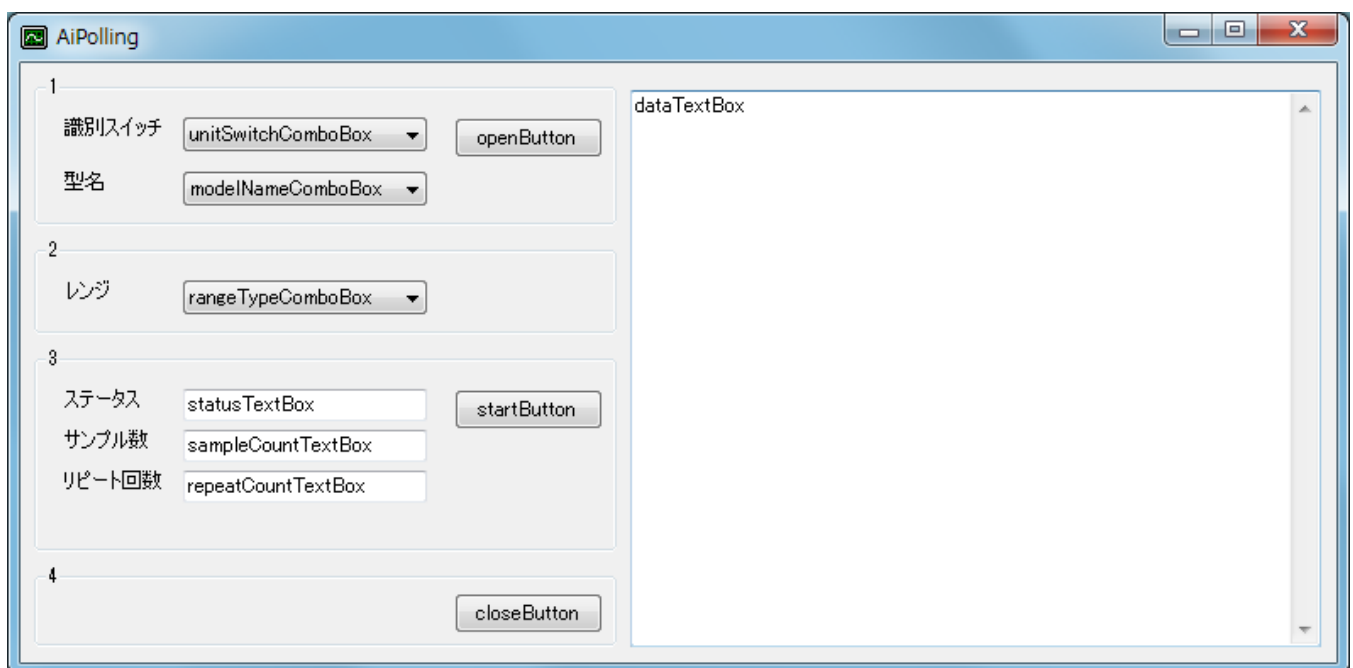 AiPolling
1
識別スイッチ
unitSwitchComboBox
openButton
型名
modelNameComboBox
2
レンジ
rangeTypeComboBox
3
ステータス
statusTextBox
startButton
サンプル数
sampleCountTextBox
リピート回数
repeatCountTextBox
4
closeButton
dataTextBox